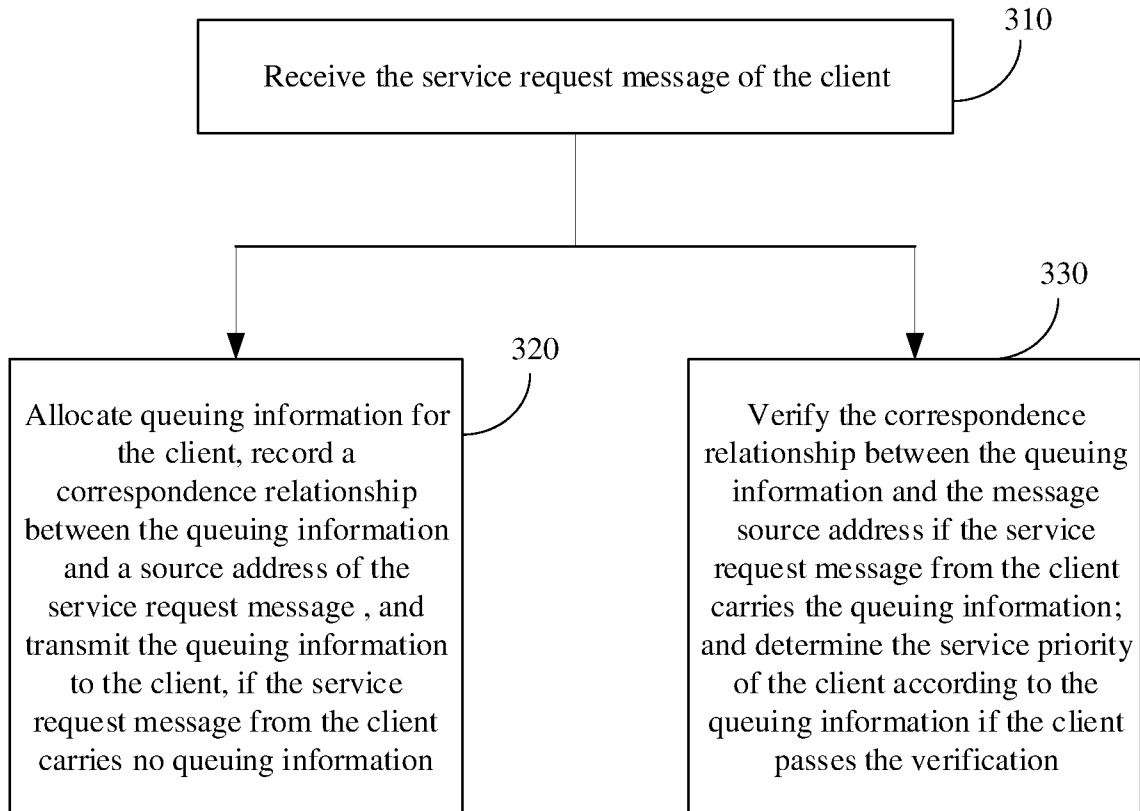 310
Receive the service request message of the client
330
320
Allocate queuing information for
the client, record a
correspondence relationship
between the queuing information
and a source address of the
service request message , and
transmit the queuing information
to the client, if the service
request message from the client
carries no queuing information
Verify the correspondence
relationship between the queuing
information and the message
source address if the service
request message from the client
carries the queuing information;
and determine the service priority
of the client according to the
queuing information if the client
passes the verification